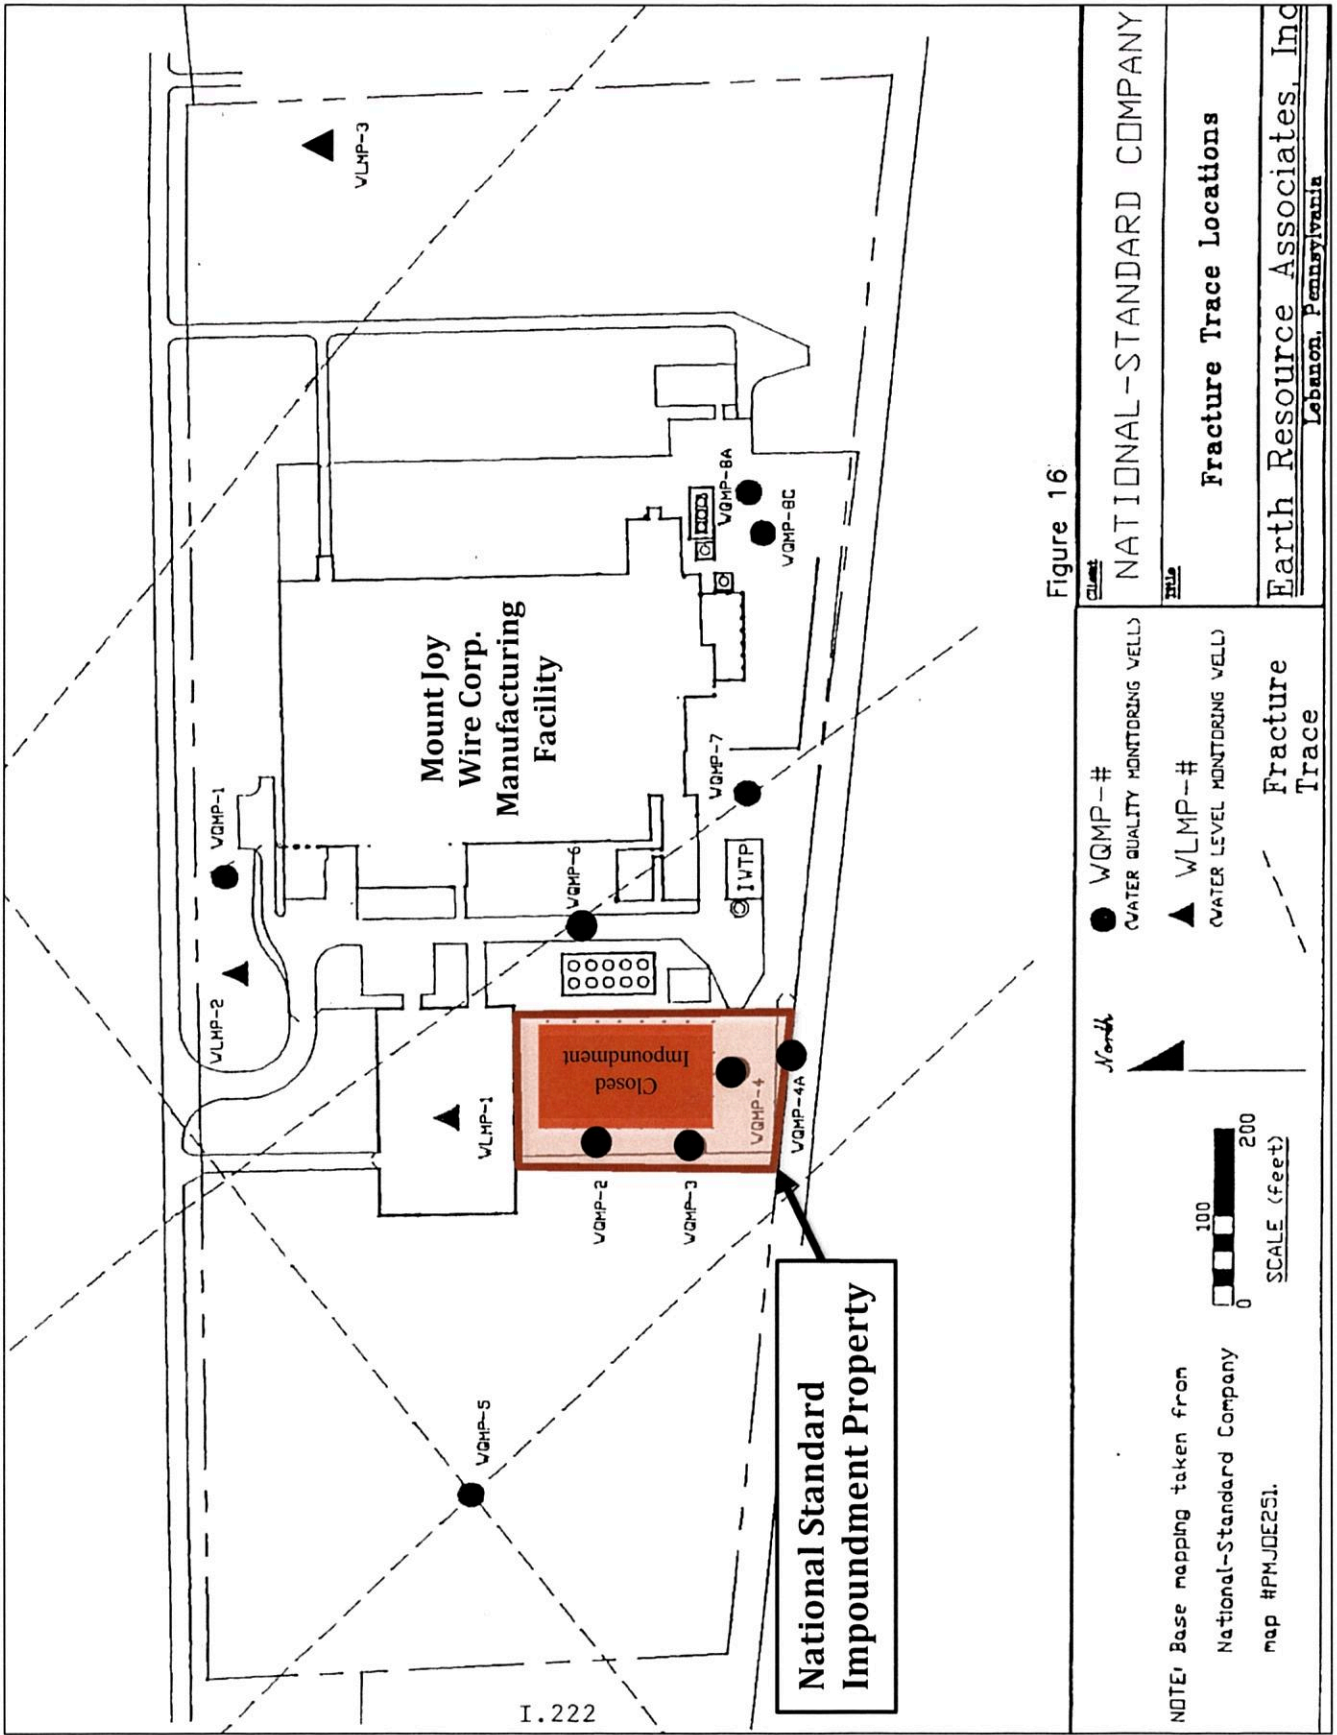 WLMP-3
WQMP-1
WLMP-2
Mount Joy
Wire Corp.
Manufacturing
Facility
WQMP-8A
WQMP-8C
WQMP-7
WQMP-6
IWTP
WLMP-1
Closed
Impoundment
WQMP-4
WQMP-4A
WQMP-2
WQMP-3
WQMP-5
National Standard
Impoundment Property
Figure 16
Client
NATIONAL-STANDARD COMPANY
Title
Fracture Trace Locations
Earth Resource Associates, Inc
Lebanon, Pennsylvania
WQMP-#
(WATER QUALITY MONITORING WELL)
WLMP-#
(WATER LEVEL MONITORING WELL)
Fracture
Trace
North
0 100 200
SCALE (feet)
NOTE: Base mapping taken from
National-Standard Company
map #PMJDE251.
I.222